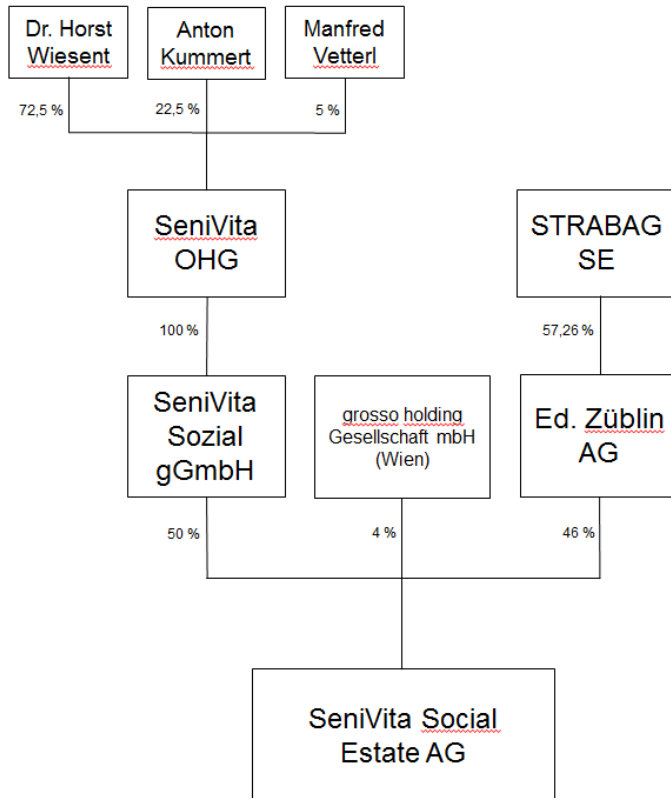 Dr. Horst
Wiesent
Anton
Kummert
Manfred
Vetterl
72,5 %
22,5 %
5 %
SeniVita
OHG
STRABAG
SE
100 %
57,26 %
SeniVita
Sozial
gGmbH
grosso holding
Gesellschaft mbH
(Wien)
Ed. Züblin
AG
50 %
4 %
46 %
SeniVita Social
Estate AG